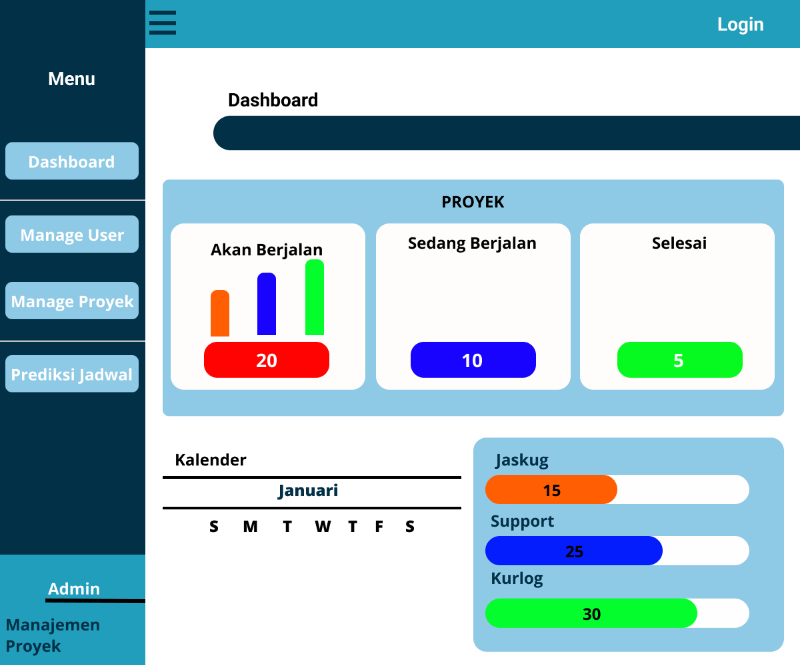 Login
Menu
Dashboard
Manage User
Manage Proyek
Prediksi Jadwal
Admin
Manajemen
Proyek
Dashboard
PROYEK
Akan Berjalan
20
Sedang Berjalan
10
Selesai
5
Kalender
Januari
S M T W T F S
Jaskug
15
Support
25
Kurlog
30